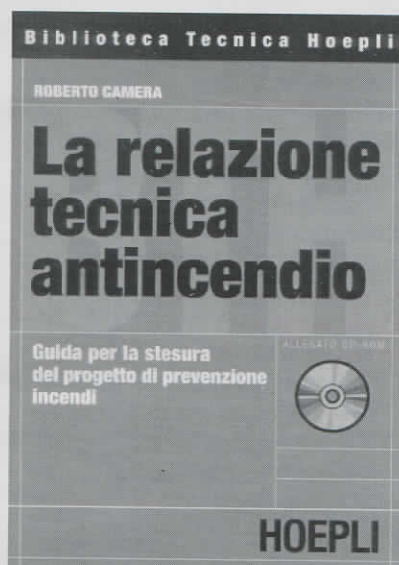 Biblioteca Tecnica Hoepli
ROBERTO CAMERA
La relazione
tecnica
antincendio
Guida per la stesura
del progetto di prevenzione
incendi
ALLEGATO CD-ROM
HOEPLI